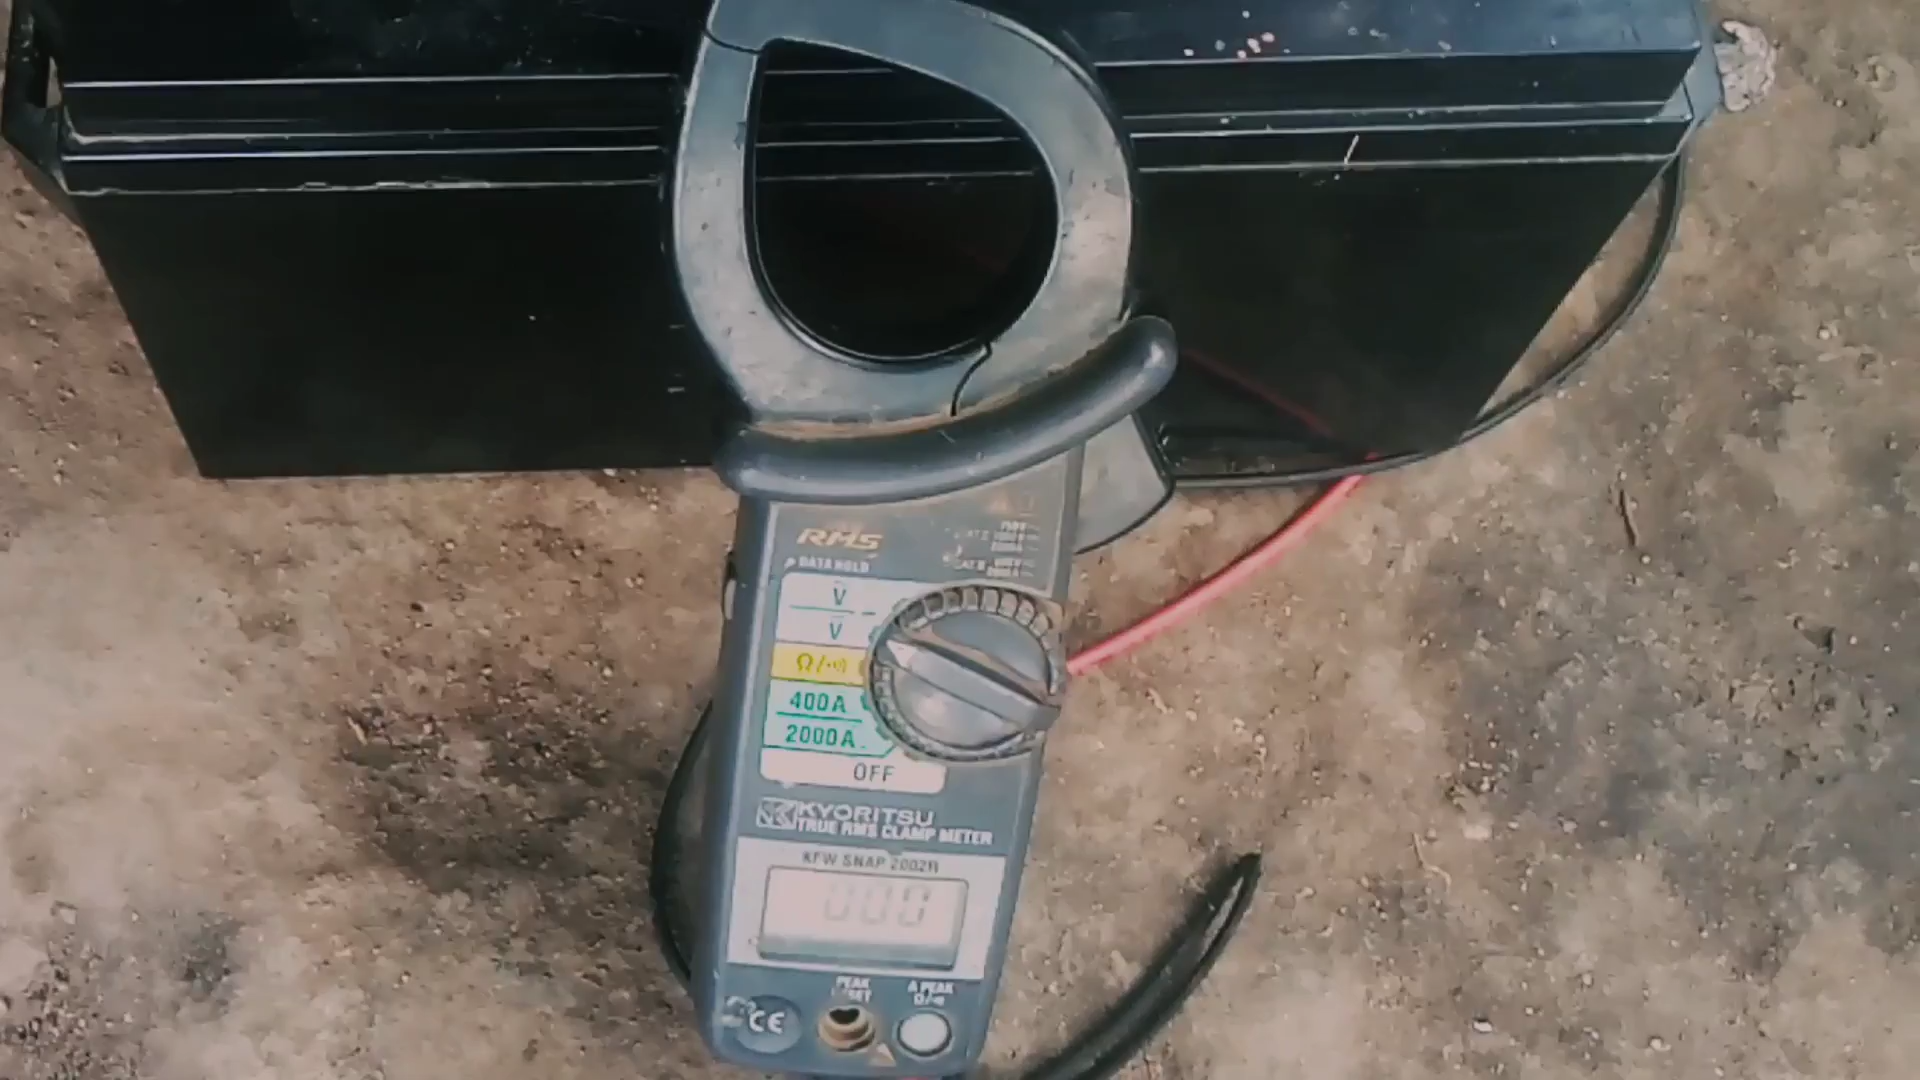 RMS
DATA HOLD
V
V
Ω/•))
400A
2000A
OFF
KYORITSU
TRUE RMS CLAMP METER
KEW SNAP 2002R
000
PEAK
A PEAK
CE